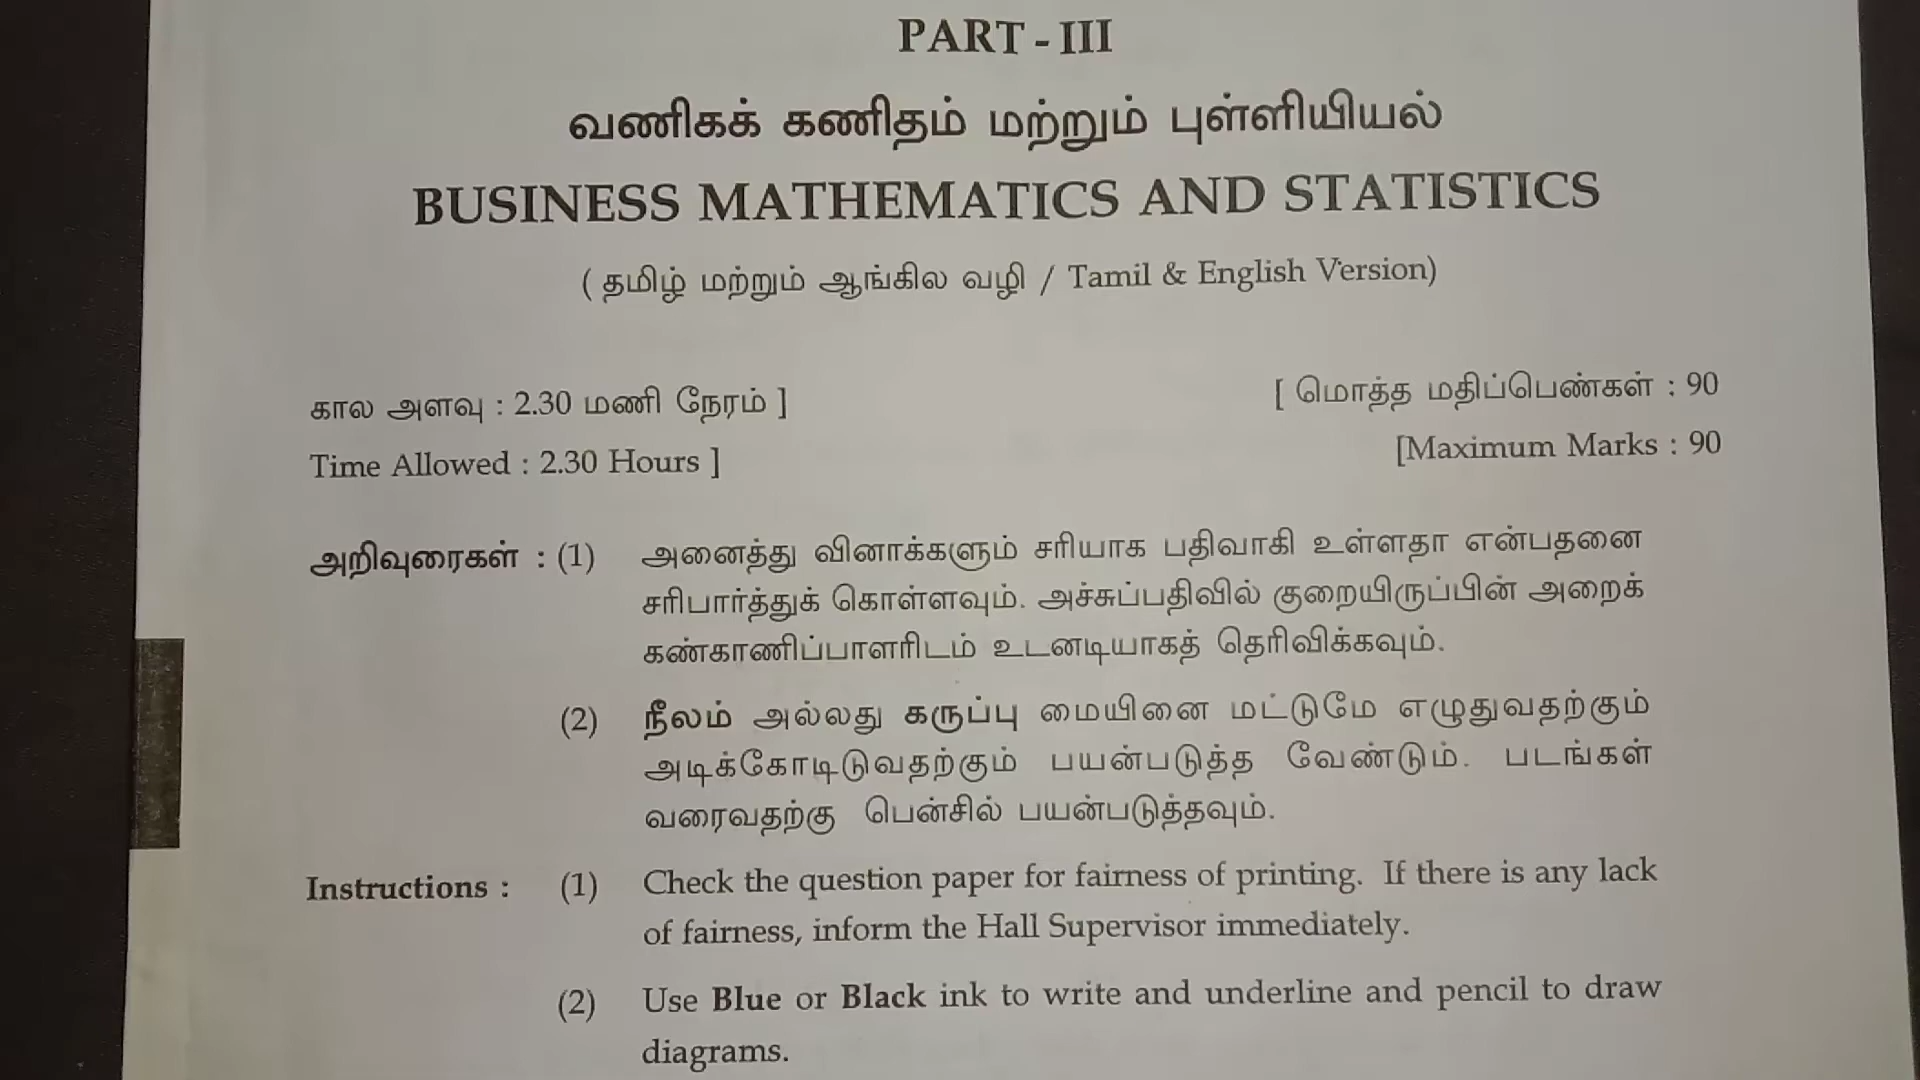 PART - III
வணிகக் கணிதம் மற்றும் புள்ளியியல்
BUSINESS MATHEMATICS AND STATISTICS
( தமிழ் மற்றும் ஆங்கில வழி / Tamil & English Version)
கால அளவு : 2.30 மணி நேரம் ] [ மொத்த மதிப்பெண்கள் : 90
Time Allowed : 2.30 Hours ] [Maximum Marks : 90
அறிவுரைகள் : (1) அனைத்து வினாக்களும் சரியாக பதிவாகி உள்ளதா என்பதனை
சரிபார்த்துக் கொள்ளவும். அச்சுப்பதிவில் குறையிருப்பின் அறைக்
கண்காணிப்பாளரிடம் உடனடியாகத் தெரிவிக்கவும்.
(2) நீலம் அல்லது கருப்பு மையினை மட்டுமே எழுதுவதற்கும்
அடிக்கோடிடுவதற்கும் பயன்படுத்த வேண்டும். படங்கள்
வரைவதற்கு பென்சில் பயன்படுத்தவும்.
Instructions : (1) Check the question paper for fairness of printing. If there is any lack
of fairness, inform the Hall Supervisor immediately.
(2) Use Blue or Black ink to write and underline and pencil to draw
diagrams.